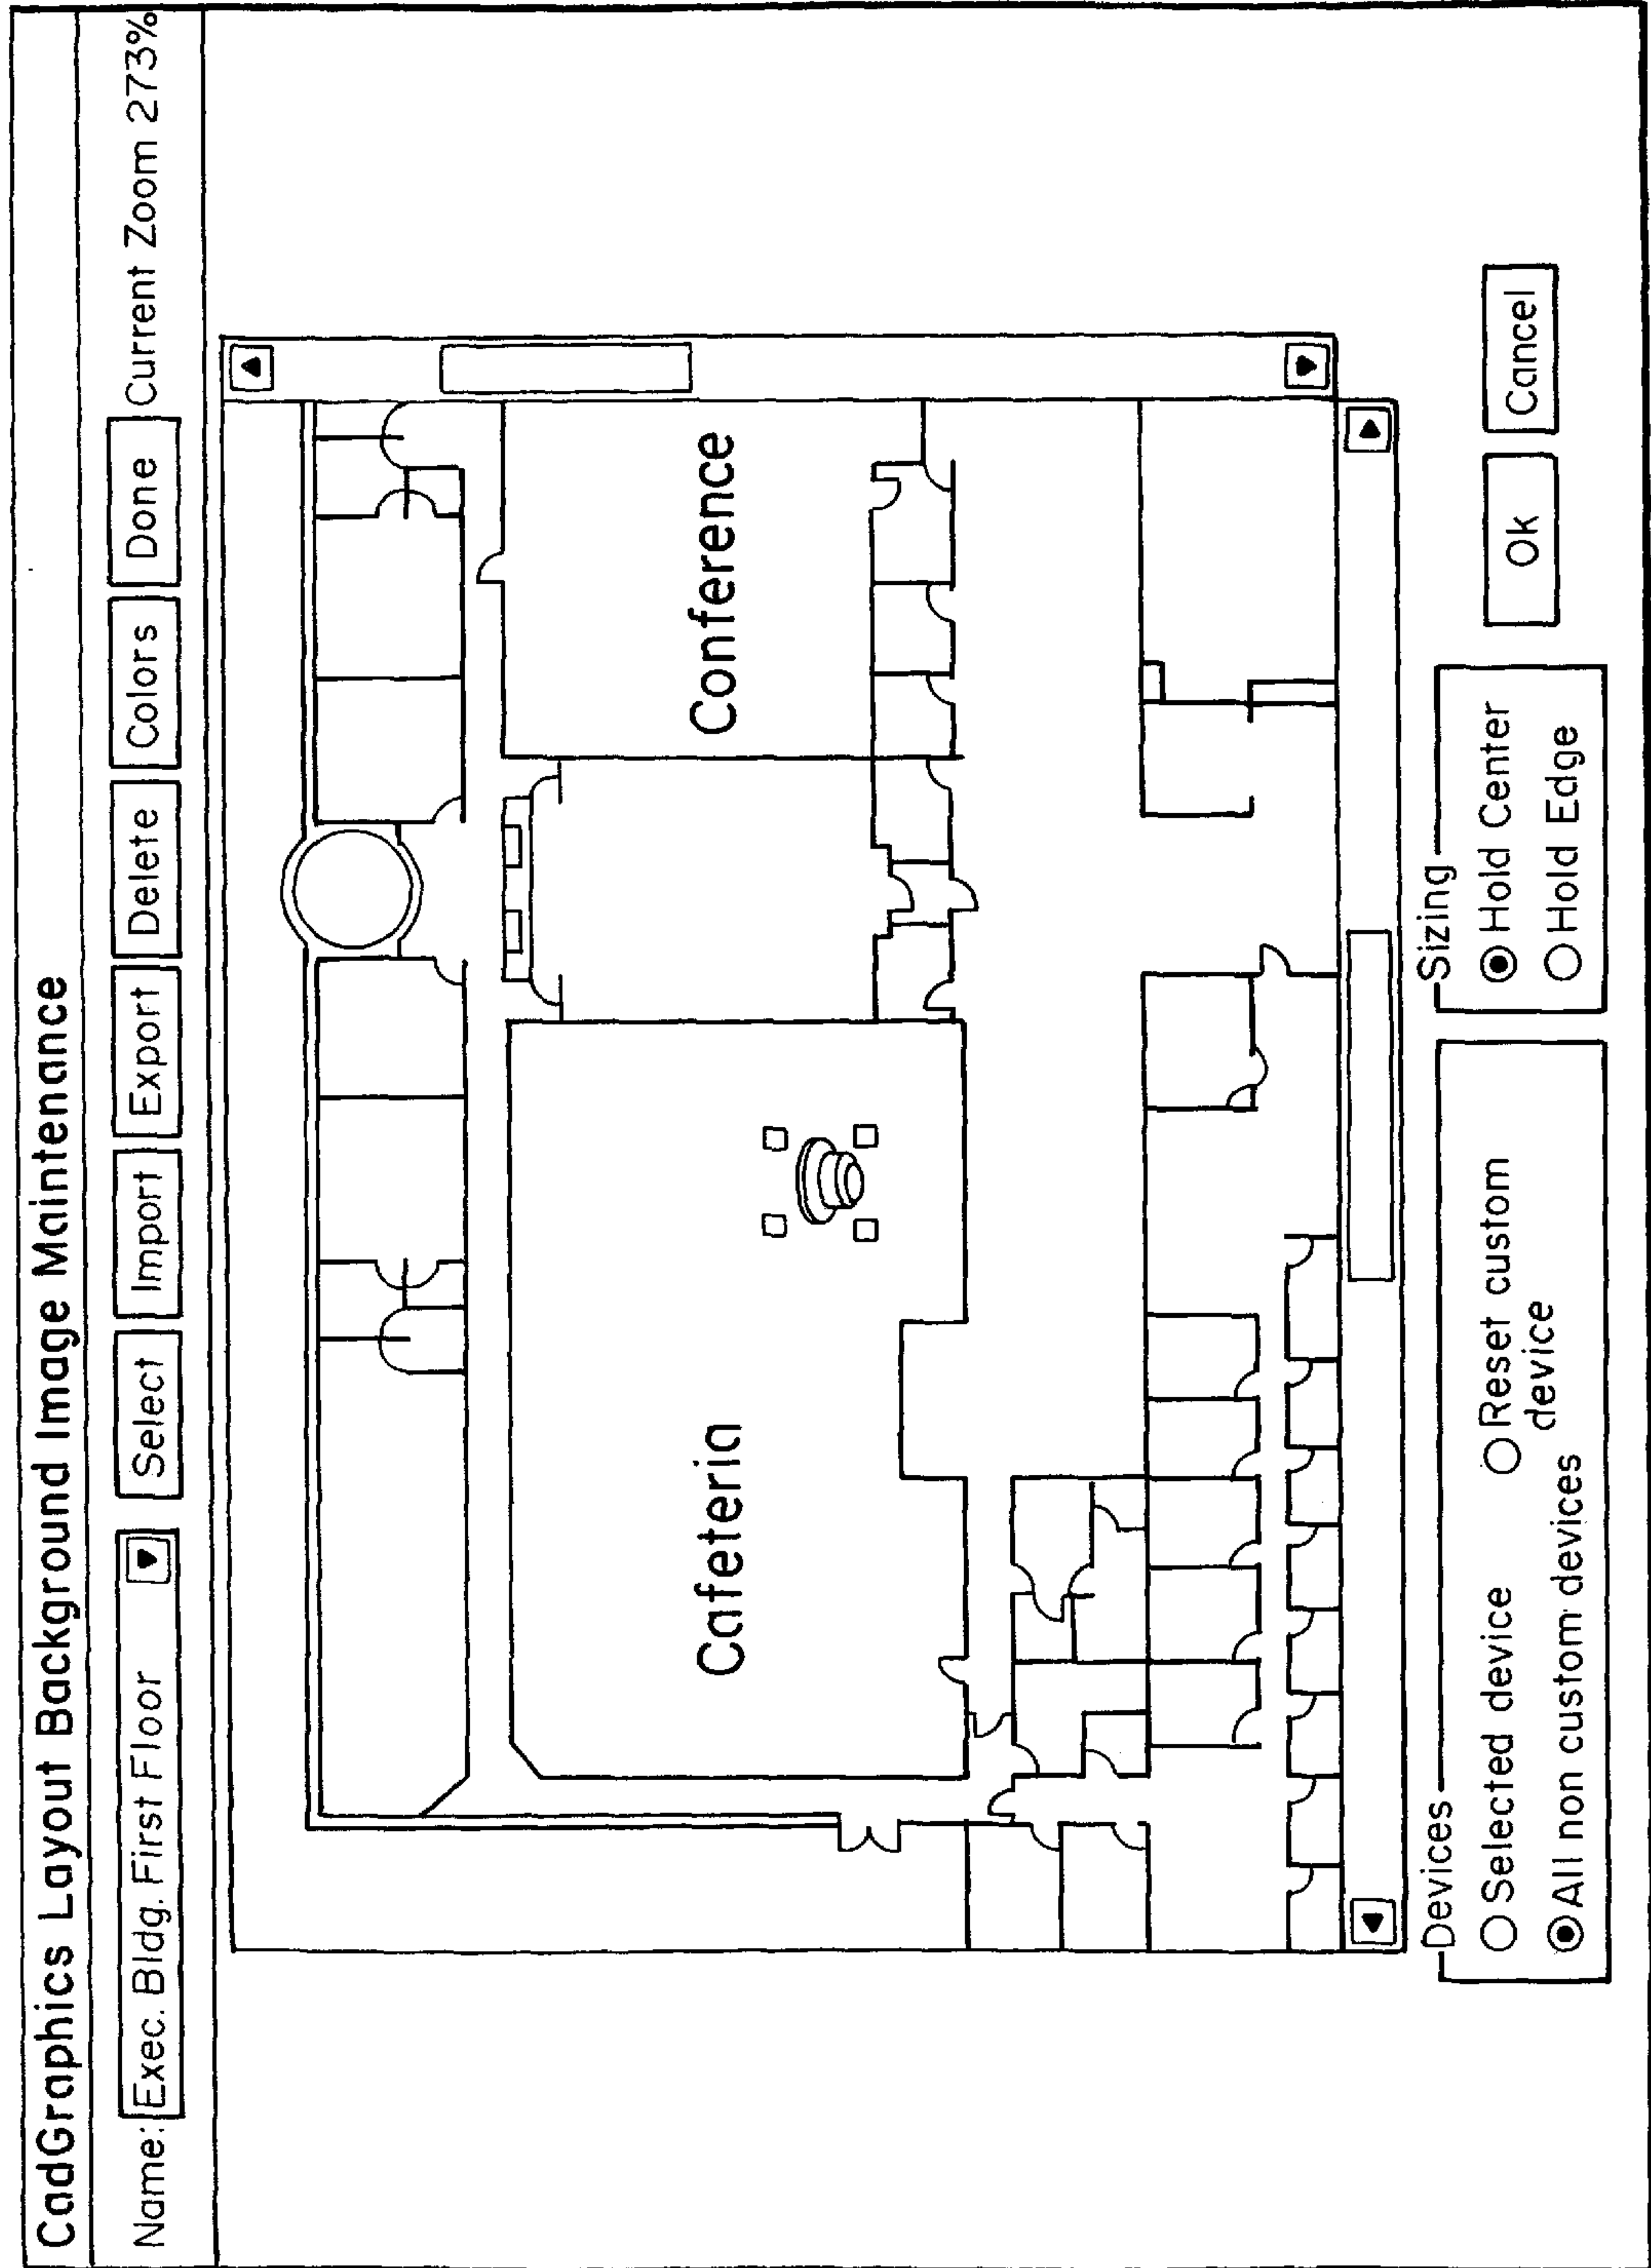 CadGraphics Layout Background Image Maintenance
Name: Exec. Bldg. First Floor Select Import Export Delete Colors Done Current Zoom 273%
Cafeteria Conference
Devices
Selected device
Reset custom
device
All non custom devices
Sizing
Hold Center
Hold Edge
Ok Cancel